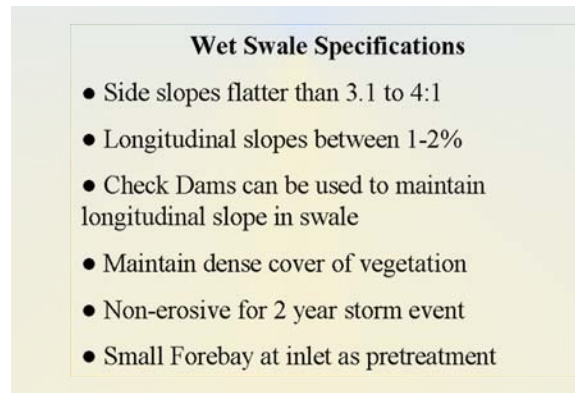 Wet Swale Specifications
● Side slopes flatter than 3.1 to 4:1
● Longitudinal slopes between 1-2%
● Check Dams can be used to maintain
longitudinal slope in swale
● Maintain dense cover of vegetation
● Non-erosive for 2 year storm event
● Small Forebay at inlet as pretreatment